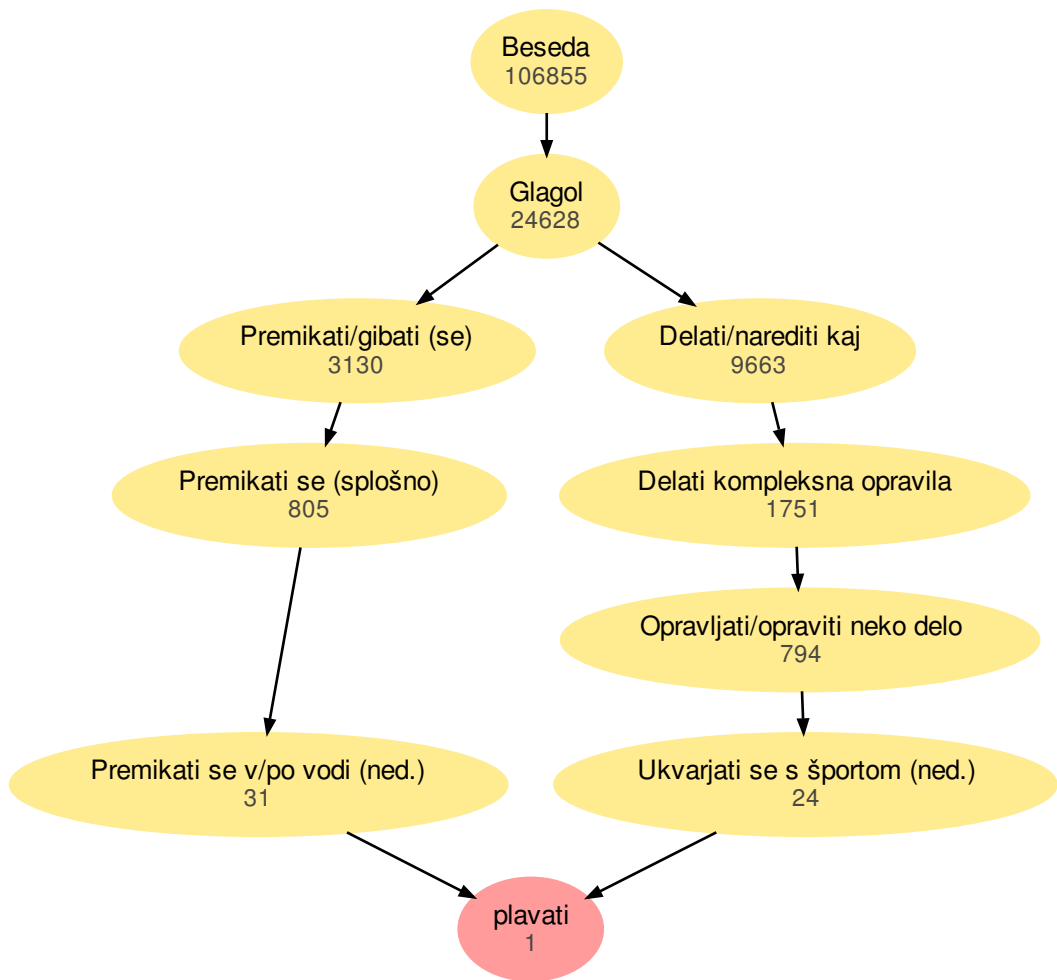 Beseda
106855
Glagol
24628
Premikati/gibati (se)
3130
Delati/narediti kaj
9663
Premikati se (splošno)
805
Delati kompleksna opravila
1751
Opravljati/opraviti neko delo
794
Premikati se v/po vodi (ned.)
31
Ukvarjati se s športom (ned.)
24
plavati
1